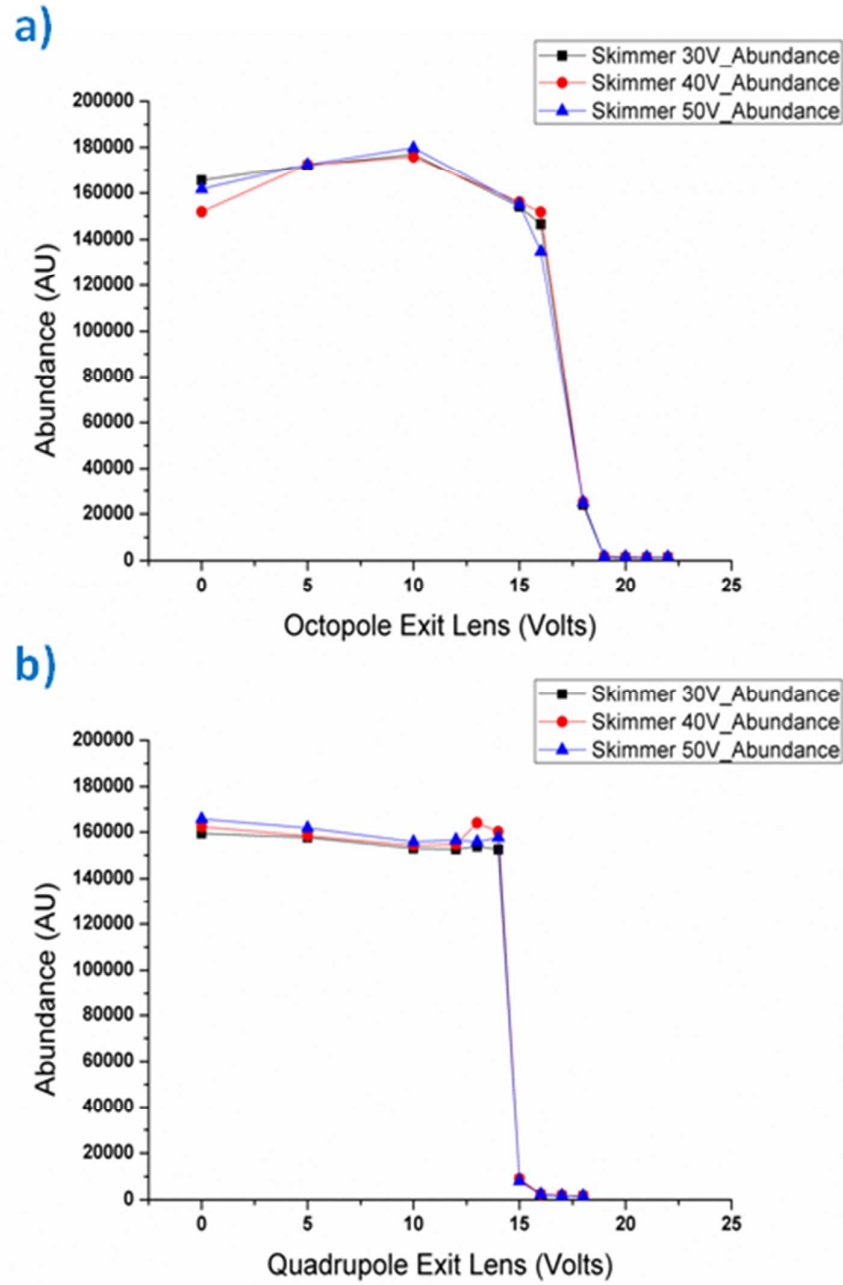 a)
Skimmer 30V_Abundance
Skimmer 40V_Abundance
Skimmer 50V_Abundance
200000
180000
160000
140000
120000
100000
80000
60000
40000
20000
0
Abundance (AU)
0 5 10 15 20 25
Octopole Exit Lens (Volts)
b)
Skimmer 30V_Abundance
Skimmer 40V_Abundance
Skimmer 50V_Abundance
200000
180000
160000
140000
120000
100000
80000
60000
40000
20000
0
Abundance (AU)
0 5 10 15 20 25
Quadrupole Exit Lens (Volts)